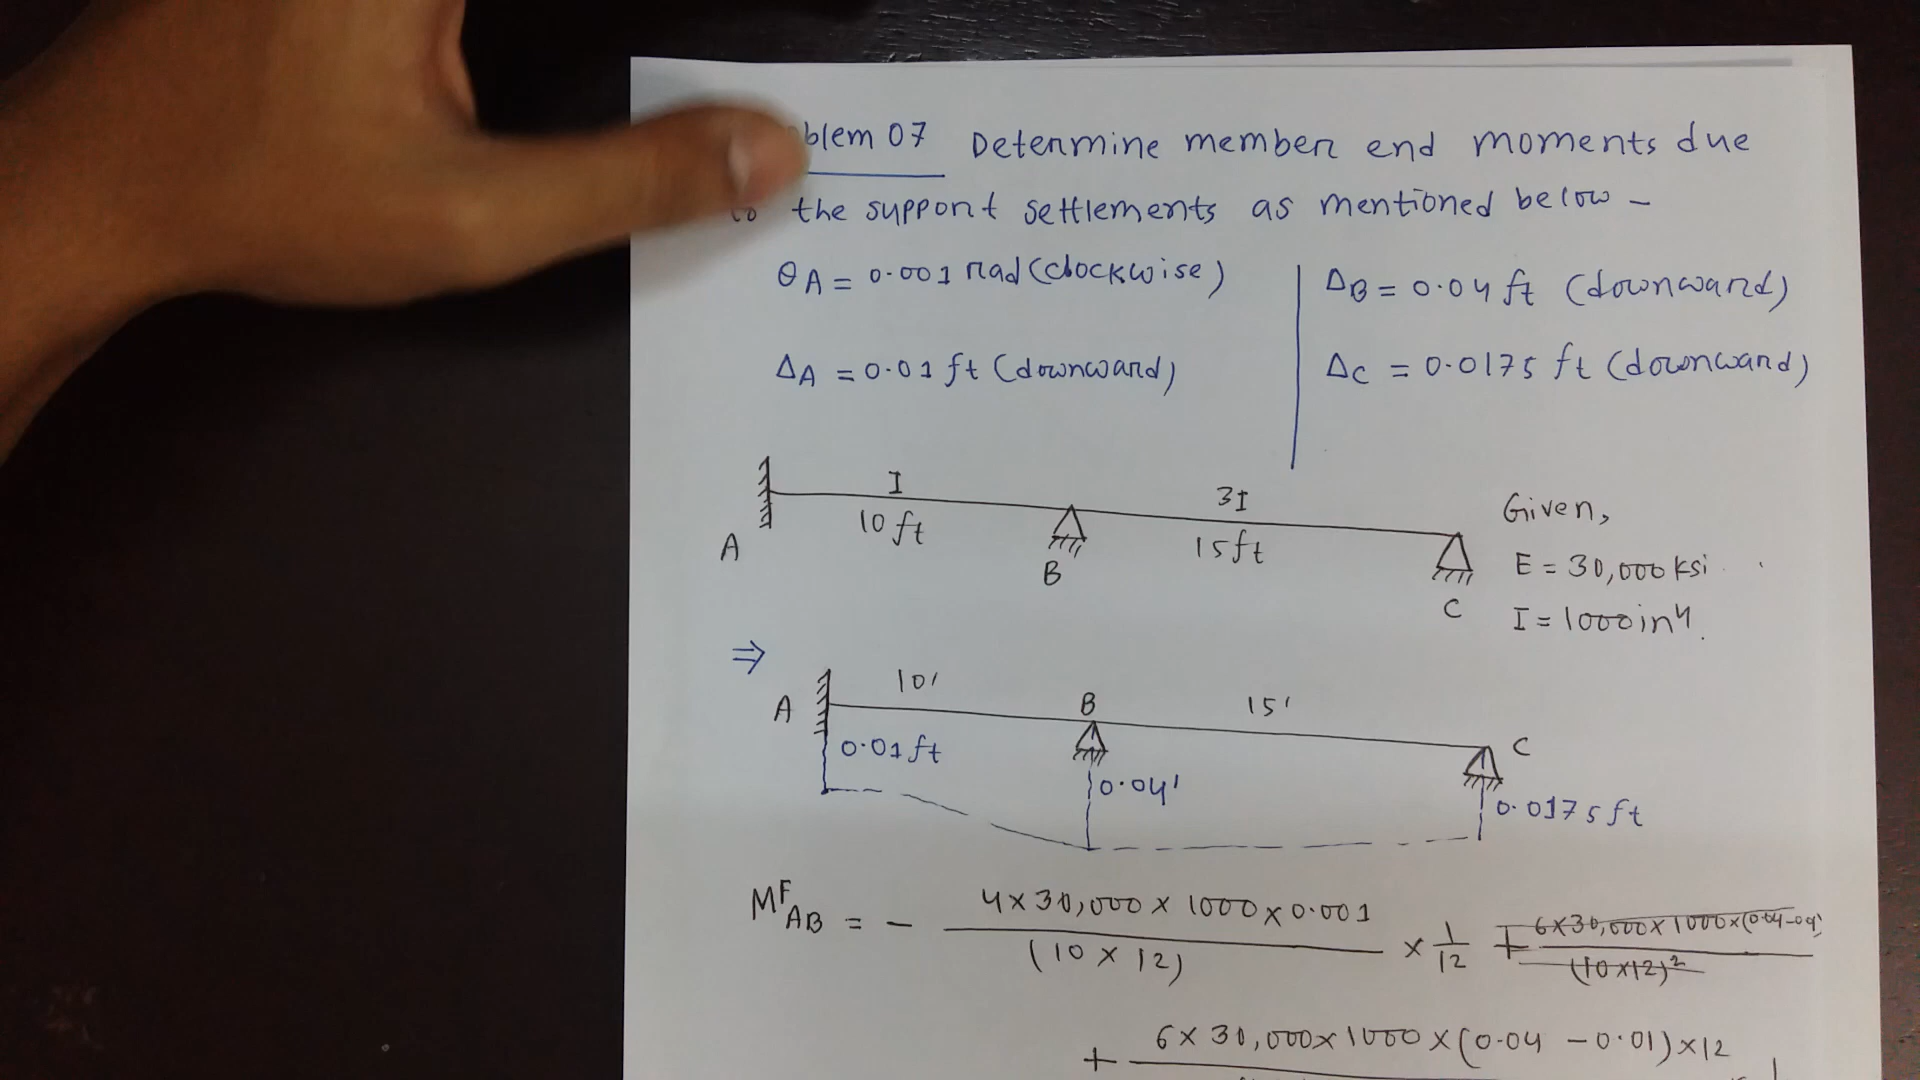 blem 07 Determine member end moments due
to the support settlements as mentioned below -
θA = 0.001 rad (clockwise)
ΔA = 0.01 ft (downward)
ΔB = 0.04 ft (downward)
ΔC = 0.0175 ft (downward)
I
10 ft
3I
15 ft
A
B
C
Given,
E = 30,000 ksi
I = 1000 in4.
⇒
10'
15'
A
B
C
0.01 ft
0.04'
0.0175 ft
MFAB = - 4 x 30,000 x 1000 x 0.001 / (10 x 12) x 1/12
+ 6 x 30,000 x 1000 x (0.04 - 0.01) x 12